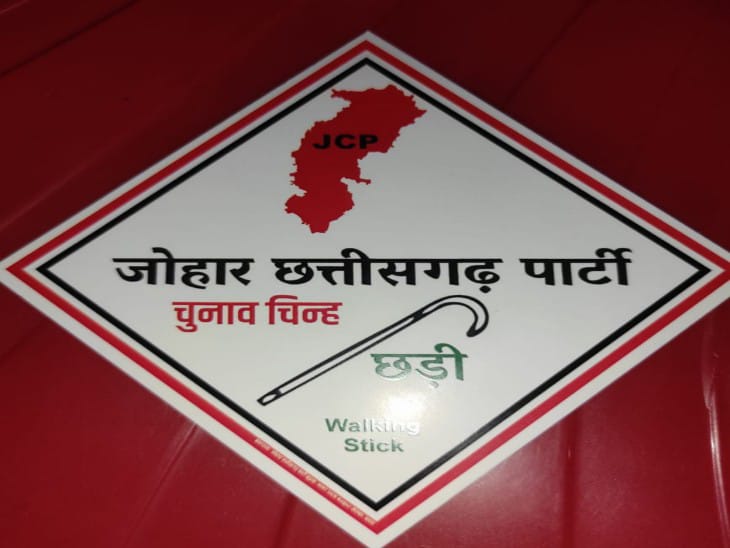 JCP
जोहार छत्तीसगढ़ पार्टी
चुनाव चिन्ह
छड़ी
Walking
Stick